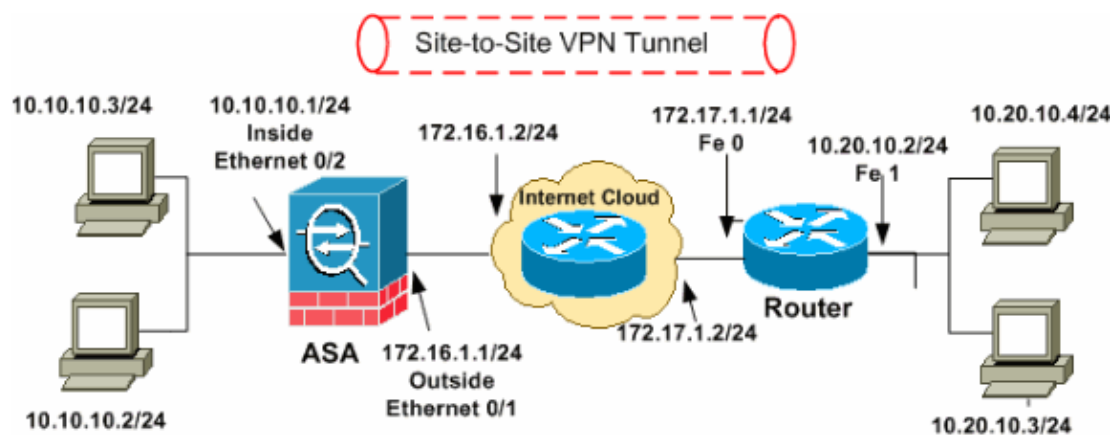 Site-to-Site VPN Tunnel
10.10.10.3/24
10.10.10.1/24
Inside
Ethernet 0/2
172.16.1.2/24
172.17.1.1/24
Fe 0
10.20.10.2/24
Fe 1
10.20.10.4/24
Internet Cloud
Router
ASA
172.16.1.1/24
Outside
Ethernet 0/1
172.17.1.2/24
10.10.10.2/24
10.20.10.3/24